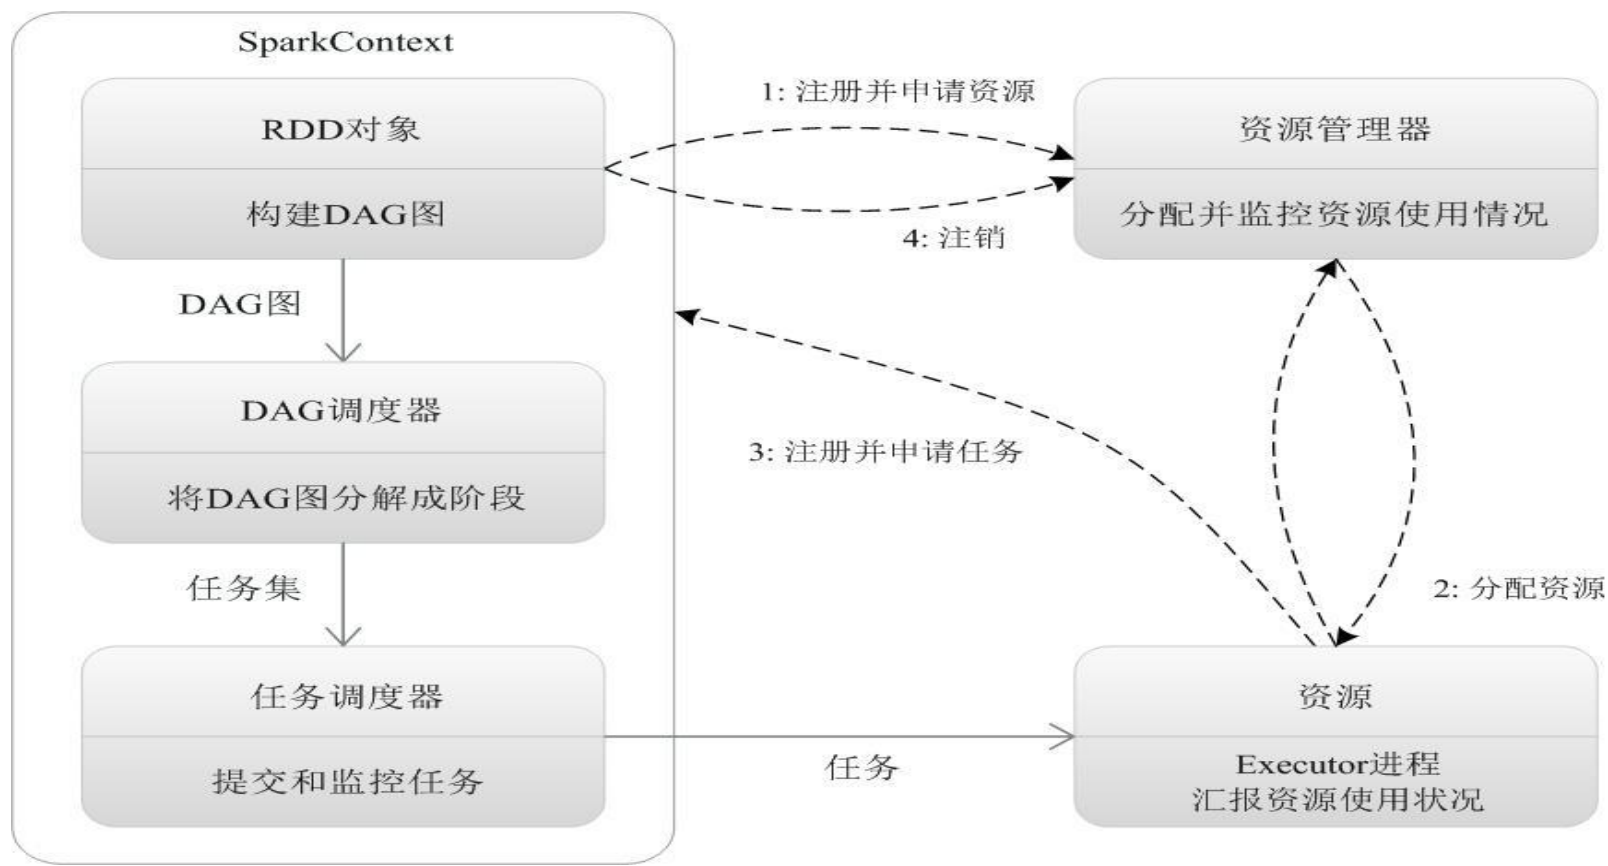 SparkContext
RDD对象
构建DAG图
DAG图
DAG调度器
将DAG图分解成阶段
任务集
任务调度器
提交和监控任务
1: 注册并申请资源
4: 注销
资源管理器
分配并监控资源使用情况
3: 注册并申请任务
2: 分配资源
任务
资源
Executor进程
汇报资源使用状况